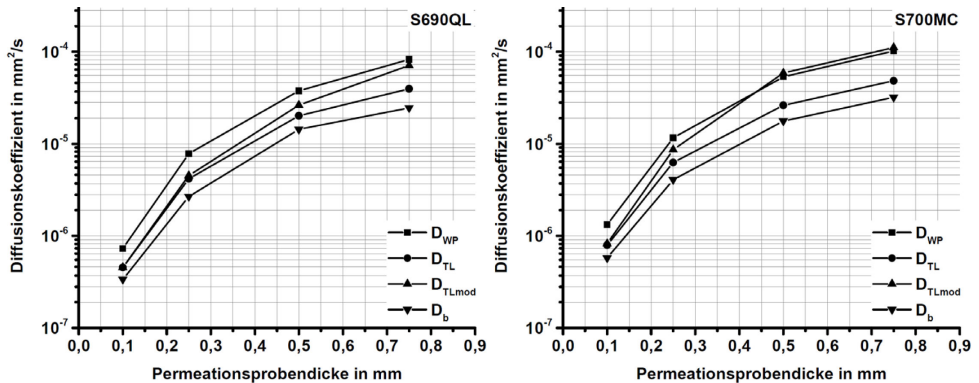 S690QL
Diffusionskoeffizient in mm²/s
10⁻⁴
10⁻⁵
10⁻⁶
10⁻⁷
D_WP
D_TL
D_TLmod
D_b
0,0 0,1 0,2 0,3 0,4 0,5 0,6 0,7 0,8 0,9
Permeationsprobendicke in mm
S700MC
Diffusionskoeffizient in mm²/s
10⁻⁴
10⁻⁵
10⁻⁶
10⁻⁷
D_WP
D_TL
D_TLmod
D_b
0,0 0,1 0,2 0,3 0,4 0,5 0,6 0,7 0,8 0,9
Permeationsprobendicke in mm